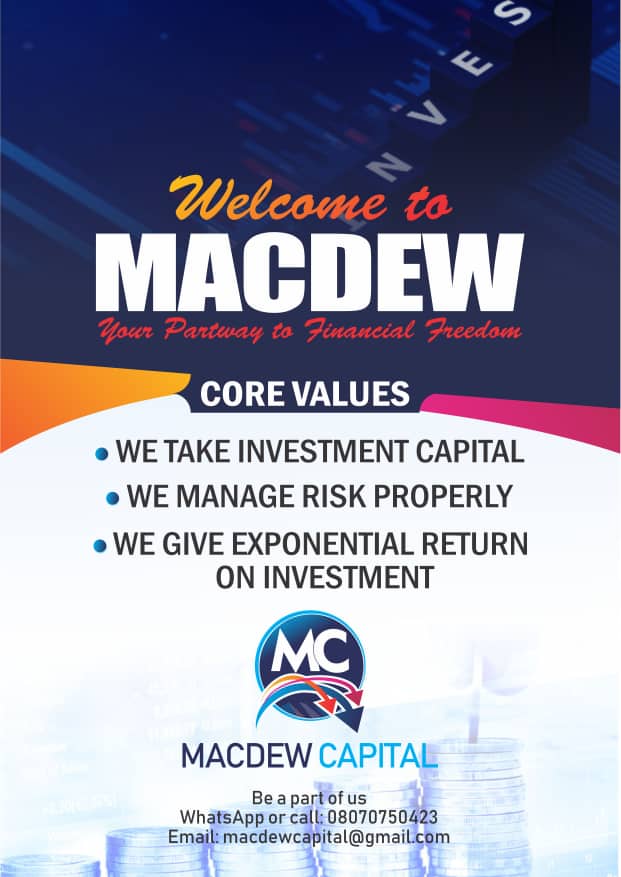 INVES
Welcome to
MACDEW
Your Partway to Financial Freedom
CORE VALUES
• WE TAKE INVESTMENT CAPITAL
• WE MANAGE RISK PROPERLY
• WE GIVE EXPONENTIAL RETURN
ON INVESTMENT
MC
MACDEW CAPITAL
Be a part of us
WhatsApp or call: 08070750423
Email: macdewcapital@gmail.com